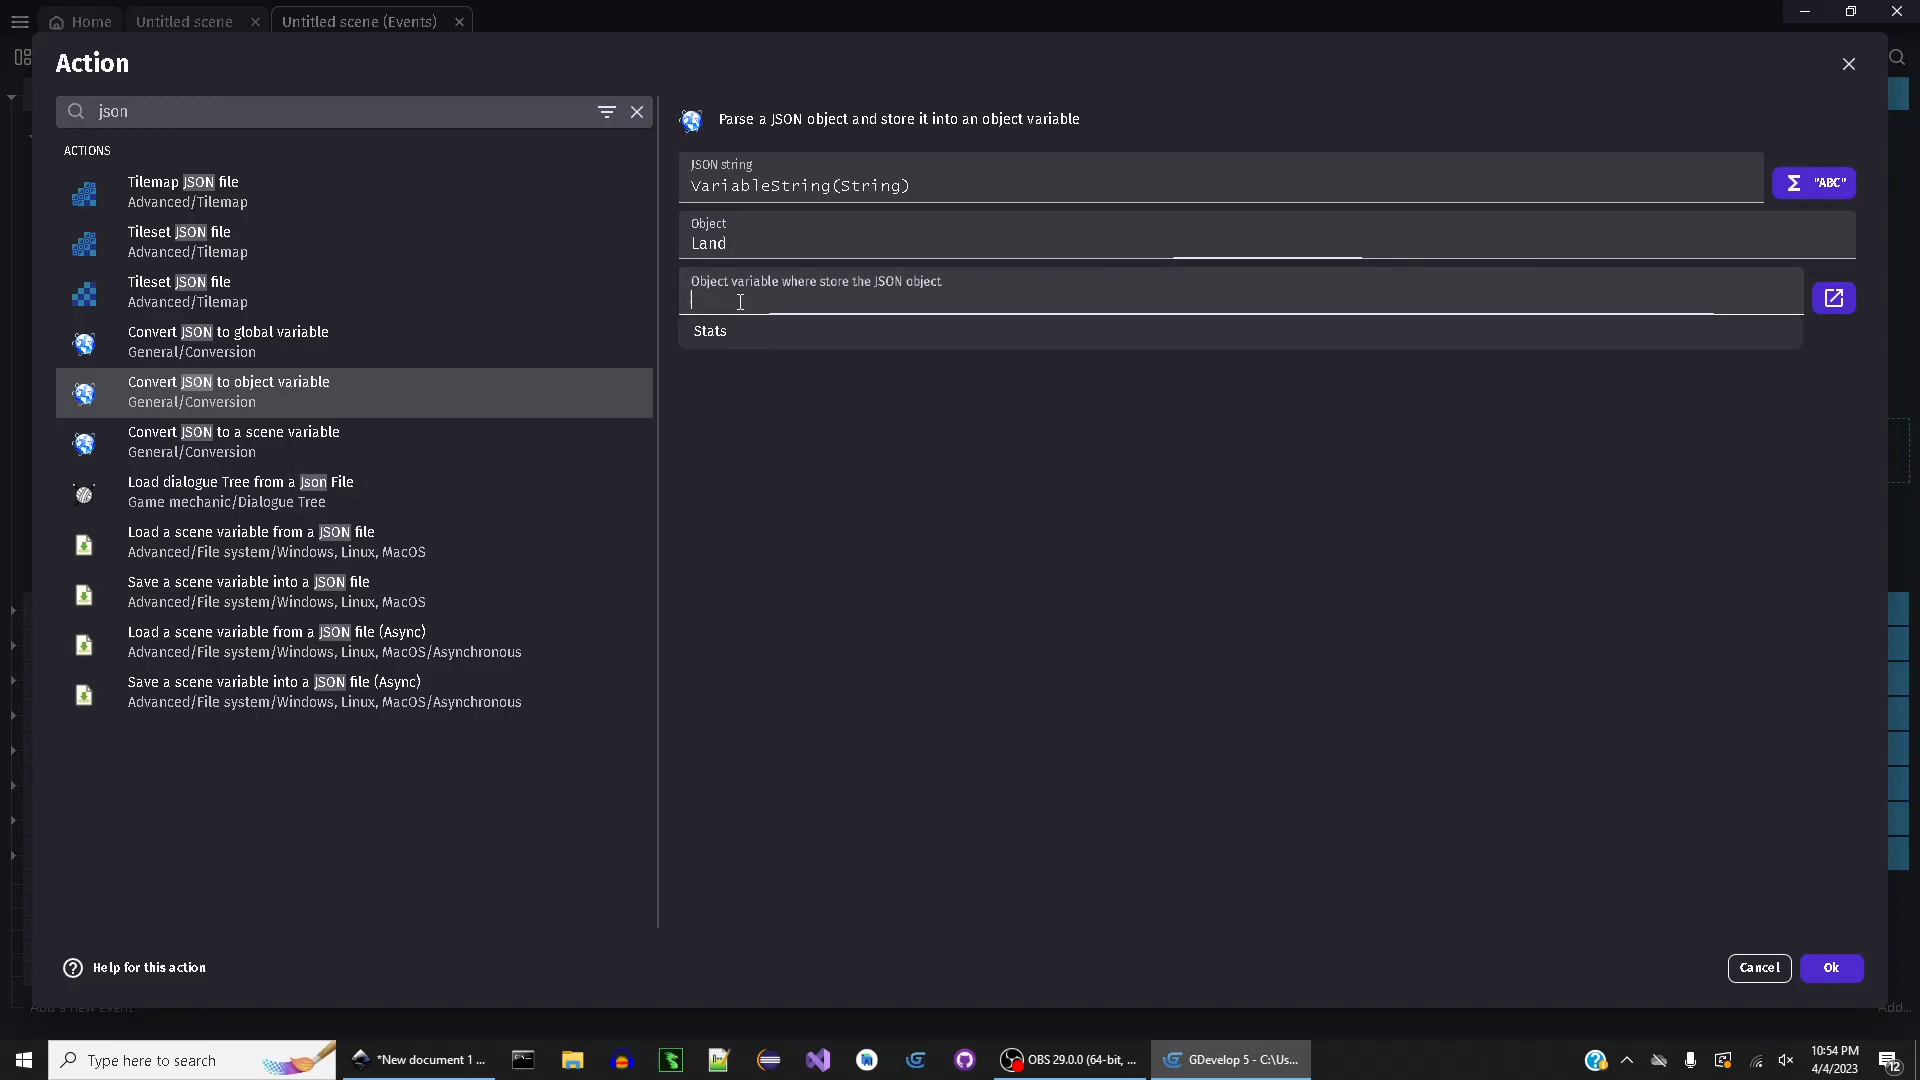 Home
Untitled scene
Untitled scene (Events)
Action
json
ACTIONS
Tilemap JSON file
Advanced/Tilemap
Tileset JSON file
Advanced/Tilemap
Tileset JSON file
Advanced/Tilemap
Convert JSON to global variable
General/Conversion
Convert JSON to object variable
General/Conversion
Convert JSON to a scene variable
General/Conversion
Load dialogue Tree from a Json File
Game mechanic/Dialogue Tree
Load a scene variable from a JSON file
Advanced/File system/Windows, Linux, MacOS
Save a scene variable into a JSON file
Advanced/File system/Windows, Linux, MacOS
Load a scene variable from a JSON file (Async)
Advanced/File system/Windows, Linux, MacOS/Asynchronous
Save a scene variable into a JSON file (Async)
Advanced/File system/Windows, Linux, MacOS/Asynchronous
Parse a JSON object and store it into an object variable
JSON string
VariableString(String)
Σ "ABC"
Object
Land
Object variable where store the JSON object
Stats
Help for this action
Cancel
Ok
Add a new event
Add...
Type here to search
*New document 1 ...
OBS 29.0.0 (64-bit, ...
GDevelop 5 - C:\Us...
10:54 PM
4/4/2023
12